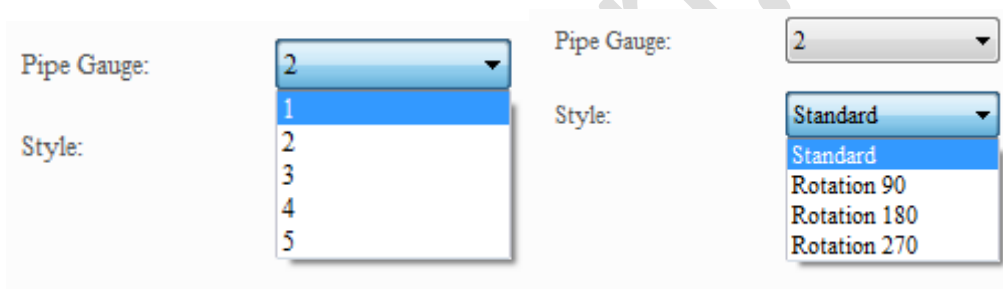 Pipe Gauge:
2
1
2
3
4
5
Style:
Pipe Gauge:
2
Style:
Standard
Standard
Rotation 90
Rotation 180
Rotation 270